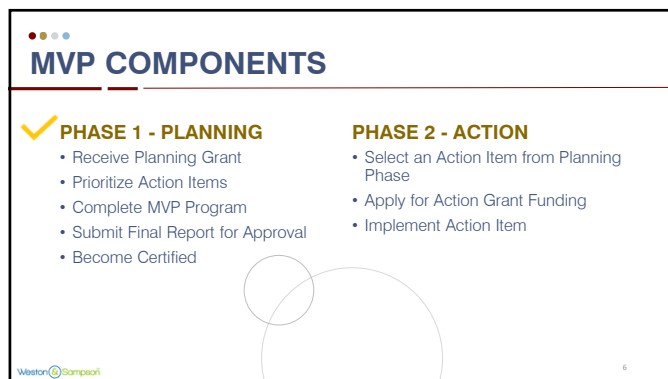 MVP COMPONENTS
PHASE 1 - PLANNING
• Receive Planning Grant
• Prioritize Action Items
• Complete MVP Program
• Submit Final Report for Approval
• Become Certified
PHASE 2 - ACTION
• Select an Action Item from Planning
Phase
• Apply for Action Grant Funding
• Implement Action Item
Weston & Sampson
6